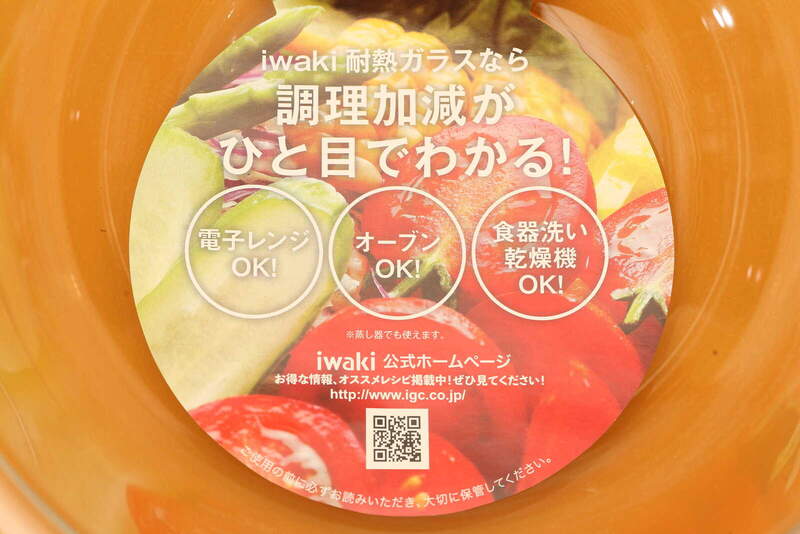 iwaki 耐熱ガラスなら
調理加減が
ひと目でわかる!
電子レンジ
OK!
オーブン
OK!
食器洗い
乾燥機
OK!
※蒸し器でも使えます。
iwaki 公式ホームページ
お得な情報、オススメレシピ掲載中!ぜひ見てください!
http://www.igc.co.jp/
ご使用の前に必ずお読みいただき、大切に保管してください。